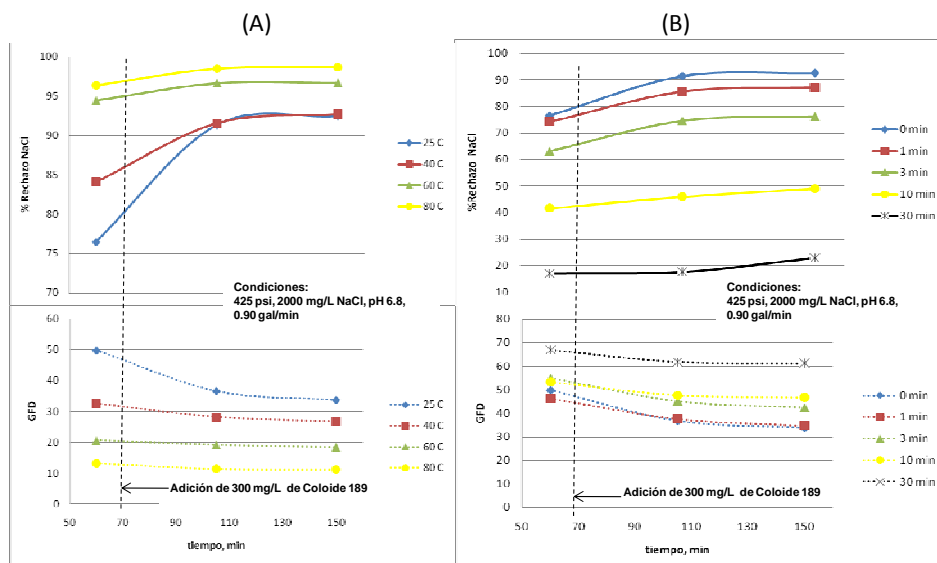 (A)
% Rechazo NaCl
100
95
90
85
80
75
70
25 C
40 C
60 C
80 C
Condiciones:
425 psi, 2000 mg/L NaCl, pH 6.8,
0.90 gal/min
GFD
60
50
40
30
20
10
0
25 C
40 C
60 C
80 C
Adición de 300 mg/L de Coloide 189
50
70
90
110
130
150
tiempo, min
(B)
%Rechazo NaCl
100
90
80
70
60
50
40
30
20
10
0 min
1 min
3 min
10 min
30 min
Condiciones:
425 psi, 2000 mg/L NaCl, pH 6.8,
0.90 gal/min
GFD
80
70
60
50
40
30
20
10
0
0 min
1 min
3 min
10 min
30 min
Adición de 300 mg/L de Coloide 189
50
70
90
110
130
150
tiempo, min